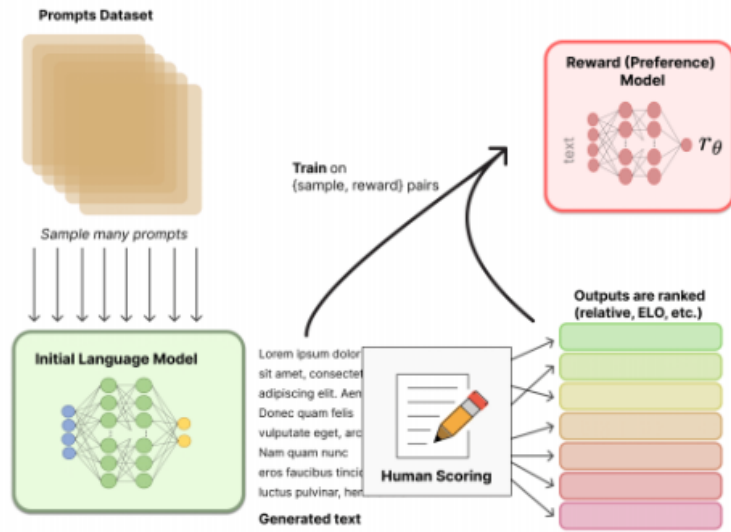 Prompts Dataset
Sample many prompts
Initial Language Model
Train on
{sample, reward} pairs
Reward (Preference)
Model
text
rθ
Lorem ipsum dolor
sit amet, consectet
adipiscing elit. Aen
Donec quam felis
vulputate eget, arc
Nam quam nunc
eros faucibus tincid
luctus pulvinar, hen
Generated text
Human Scoring
Outputs are ranked
(relative, ELO, etc.)